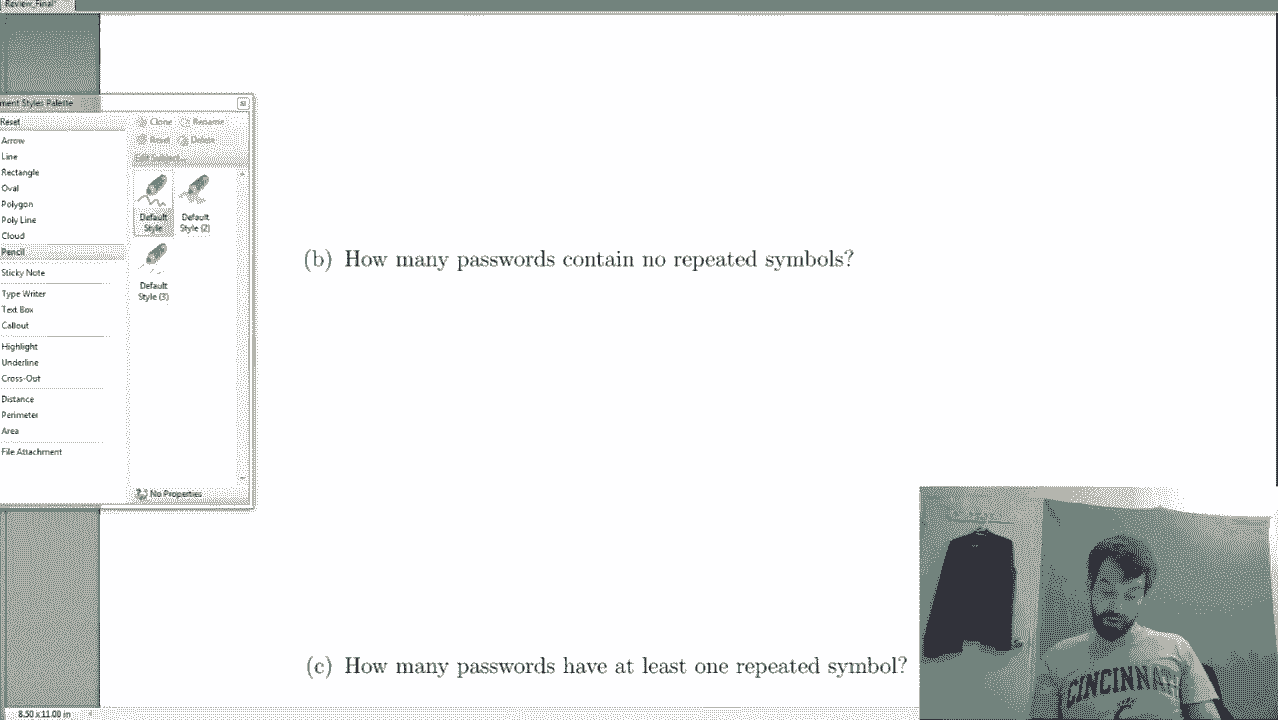 Review_Final*
ment Styles Palette
Reset
Arrow
Line
Rectangle
Oval
Polygon
Poly Line
Cloud
Pencil
Sticky Note
Type Writer
Text Box
Callout
Highlight
Underline
Cross-Out
Distance
Perimeter
Area
File Attachment
Clone Rename
Reset Delete
Edit Subject...
Default Style
Default Style (2)
Default Style (3)
No Properties
(b) How many passwords contain no repeated symbols?
(c) How many passwords have at least one repeated symbol?
8.50 x 11.00 in
CINCINNA